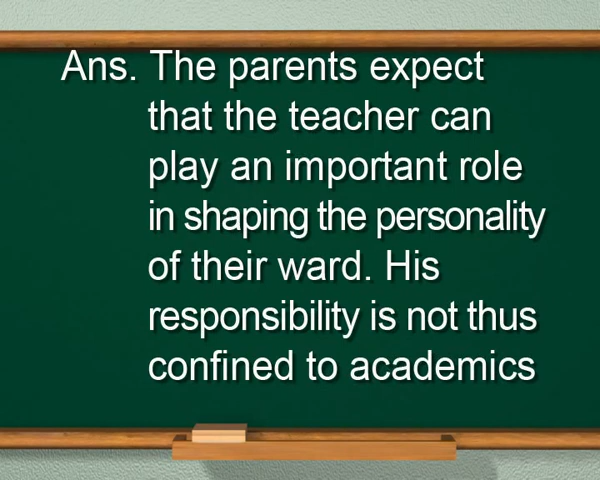 Ans. The parents expect
that the teacher can
play an important role
in shaping the personality
of their ward. His
responsibility is not thus
confined to academics